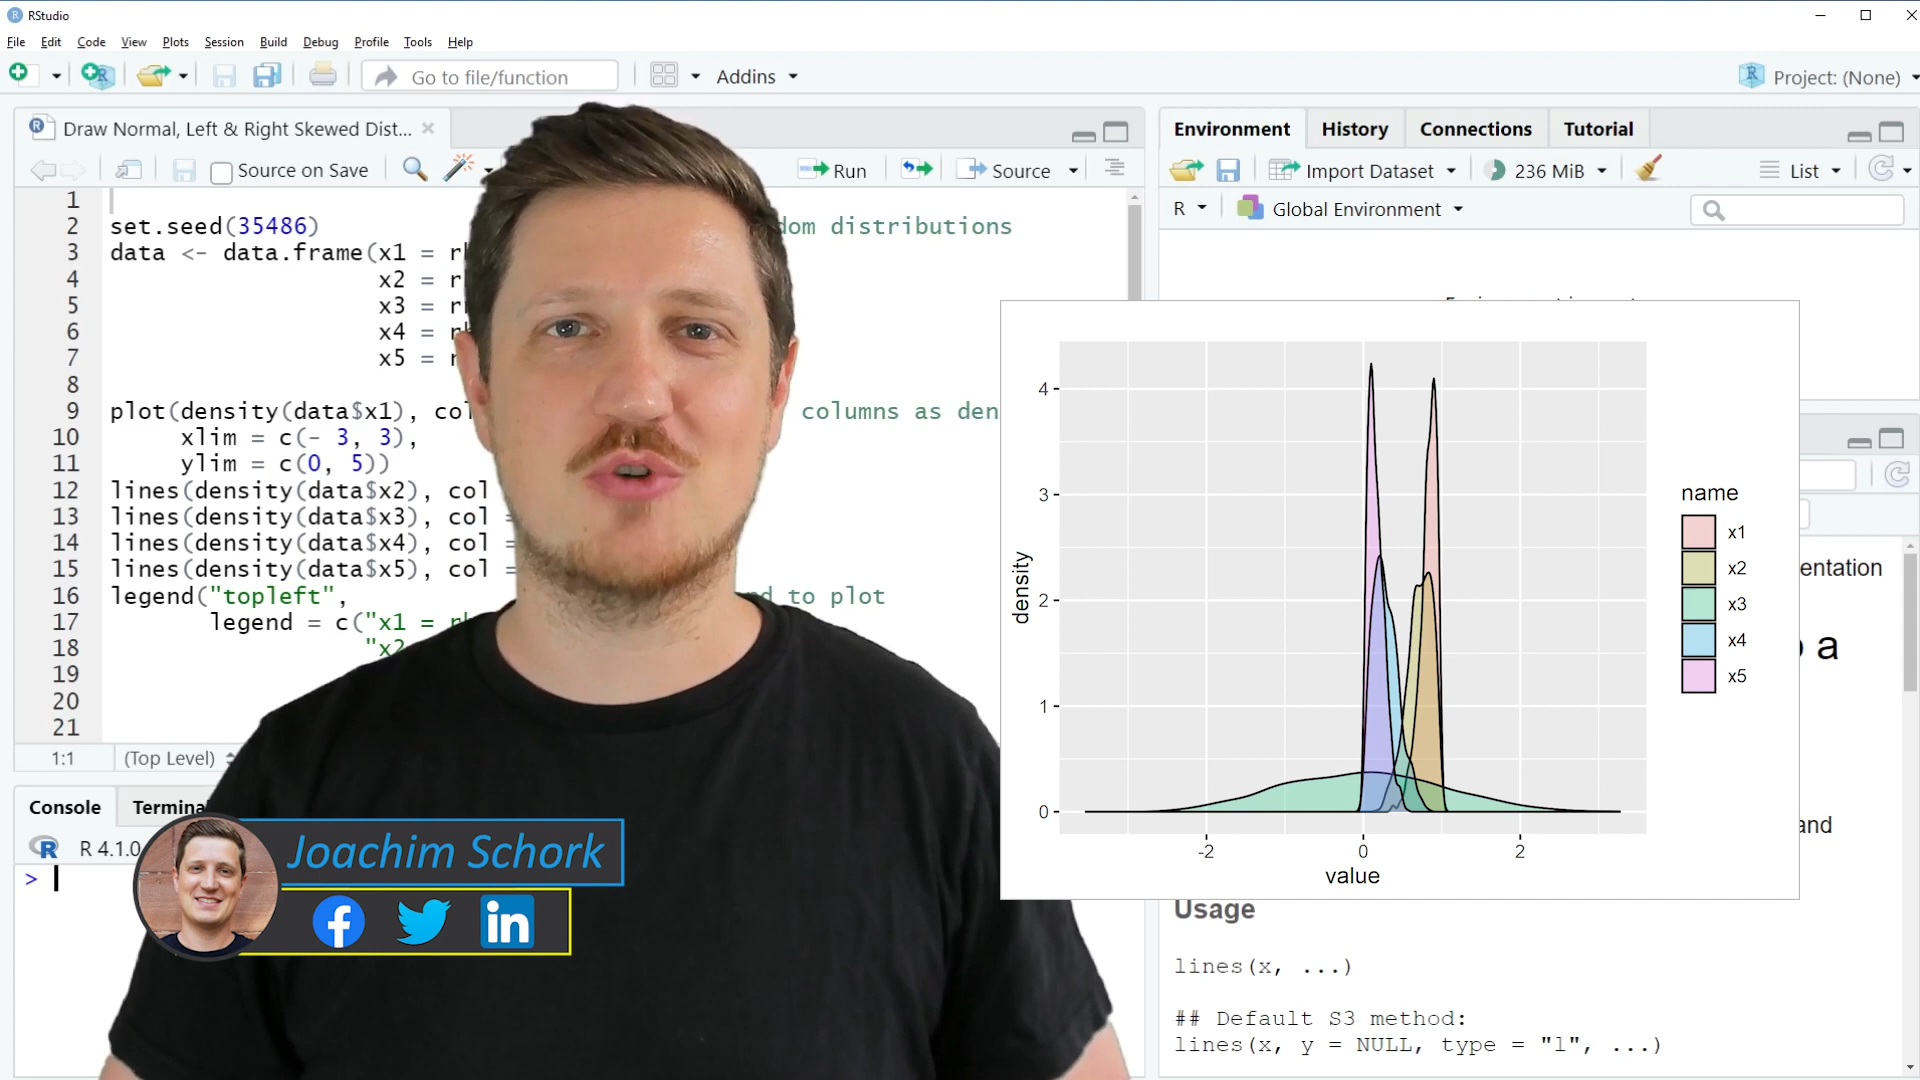 RStudio
File Edit Code View Plots Session Build Debug Profile Tools Help
Go to file/function
Addins
Project: (None)
Draw Normal, Left & Right Skewed Dist...
Source on Save
Run
Source
1
2 set.seed(35486) distributions
3 data <- data.frame(x1 =
4 x2 =
5 x3 =
6 x4 =
7 x5 =
8
9 plot(density(data$x1), col columns as
10 xlim = c(- 3, 3),
11 ylim = c(0, 5))
12 lines(density(data$x2), col
13 lines(density(data$x3), col =
14 lines(density(data$x4), col =
15 lines(density(data$x5), col =
16 legend("topleft", to plot
17 legend = c("x1 =
18 "x2
19
20
21
1:1 (Top Level)
Console Terminal
R 4.1.0
>
Joachim Schork
f
in
Environment History Connections Tutorial
Import Dataset
236 MiB
List
R
Global Environment
density
4
3
2
1
0
-2 0 2
value
name
x1
x2
x3
x4
x5
a
Usage
lines(x, ...)
## Default S3 method:
lines(x, y = NULL, type = "l", ...)